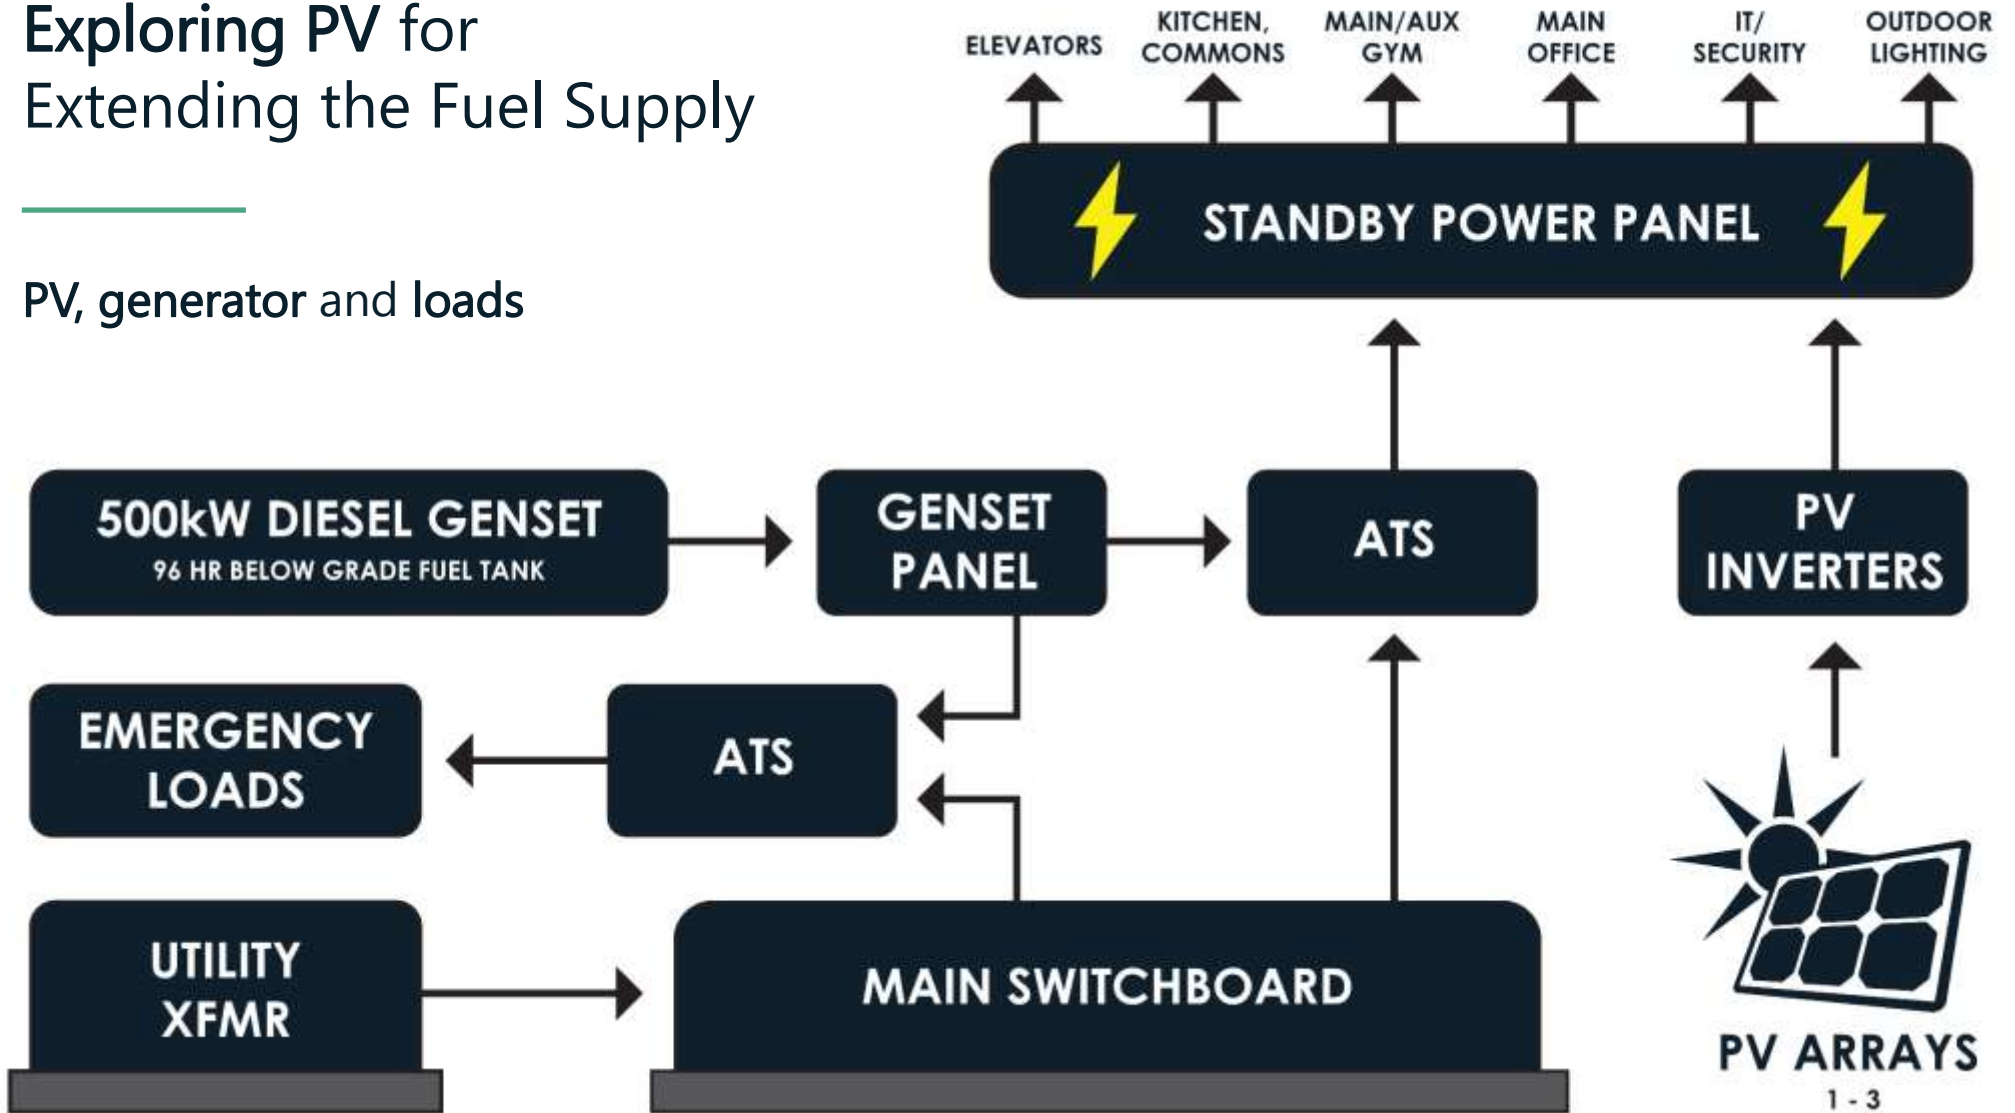 Exploring PV for
Extending the Fuel Supply
PV, generator and loads
ELEVATORS
KITCHEN,
COMMONS
MAIN/AUX
GYM
MAIN
OFFICE
IT/
SECURITY
OUTDOOR
LIGHTING
STANDBY POWER PANEL
500kW DIESEL GENSET
96 HR BELOW GRADE FUEL TANK
GENSET
PANEL
ATS
PV
INVERTERS
EMERGENCY
LOADS
ATS
UTILITY
XFMR
MAIN SWITCHBOARD
PV ARRAYS
1 - 3